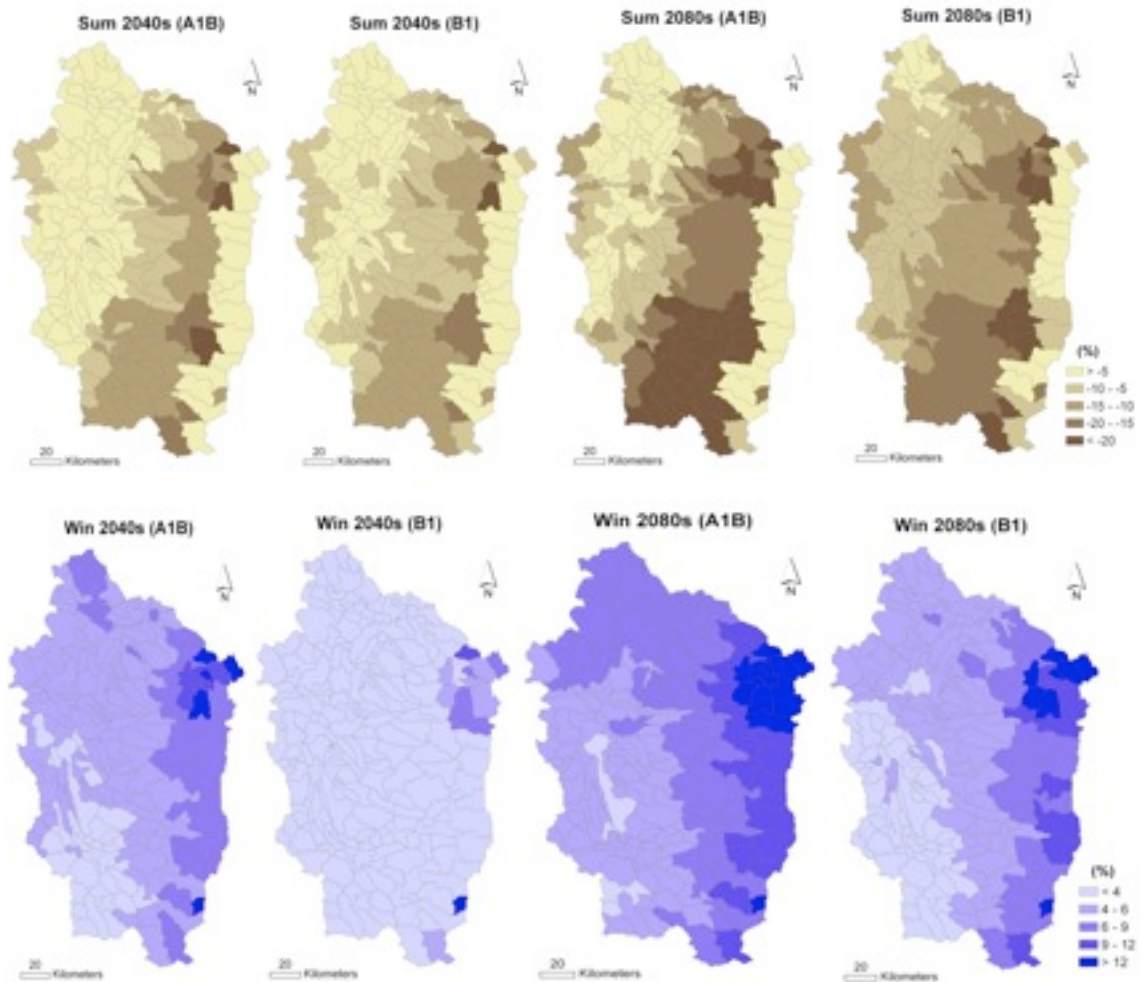 Sum 2040s (A1B)
Sum 2040s (B1)
Sum 2080s (A1B)
Sum 2080s (B1)
N
N
N
N
(%)
> -5
-10 - -5
-15 - -10
-20 - -15
< -20
20
Kilometers
20
Kilometers
20
Kilometers
20
Kilometers
Win 2040s (A1B)
Win 2040s (B1)
Win 2080s (A1B)
Win 2080s (B1)
N
N
N
N
(%)
< 4
4 - 6
6 - 9
9 - 12
> 12
20
Kilometers
20
Kilometers
20
Kilometers
20
Kilometers